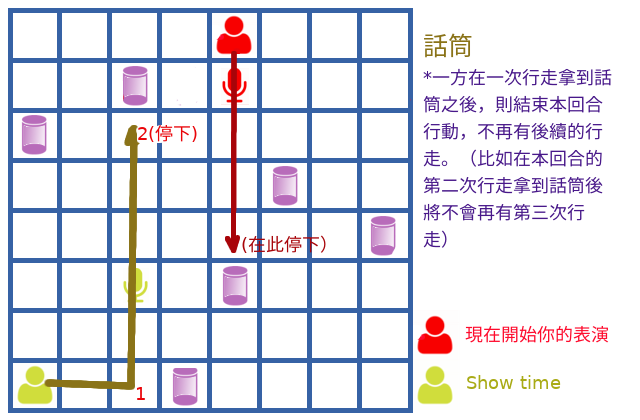 話筒
*一方在一次行走拿到話
筒之後，則結束本回合
行動，不再有後續的行
走。（比如在本回合的
第二次行走拿到話筒後
將不會再有第三次行
走）
2(停下)
(在此停下）
1
現在開始你的表演
Show time